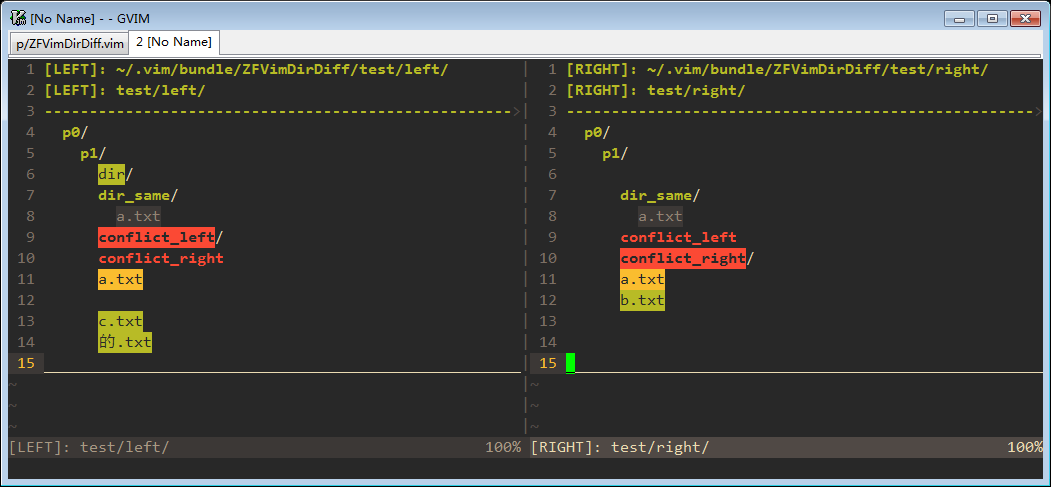 [No Name] - - GVIM
p/ZFVimDirDiff.vim 2 [No Name]
1 [LEFT]: ~/.vim/bundle/ZFVimDirDiff/test/left/
2 [LEFT]: test/left/
3 ---------------------------------------------------->
4 p0/
5 p1/
6 dir/
7 dir_same/
8 a.txt
9 conflict_left/
10 conflict_right
11 a.txt
12
13 c.txt
14 的.txt
15
~
~
~
[LEFT]: test/left/ 100%
1 [RIGHT]: ~/.vim/bundle/ZFVimDirDiff/test/right/
2 [RIGHT]: test/right/
3 ---------------------------------------------------->
4 p0/
5 p1/
6
7 dir_same/
8 a.txt
9 conflict_left
10 conflict_right/
11 a.txt
12 b.txt
13
14
15
~
~
~
[RIGHT]: test/right/ 100%